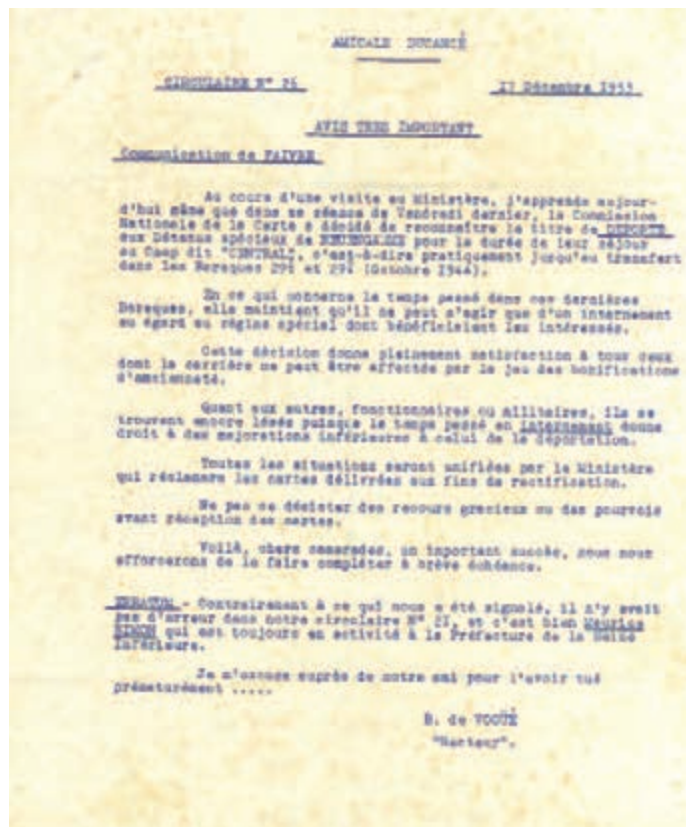 AMICALE
CIRCULAIRE N° 26
17 Décembre 1953
AVIS TRES IMPORTANT
Communication de FAIVRE
Au cours d'une visite au Ministère, j'apprends aujour-
d'hui même que dans sa séance de Vendredi dernier, la Commission
Nationale de la Carte a décidé de reconnaître le titre de DEPORTE
aux Détenus spéciaux de NEUENGAMME pour la durée de leur séjour
au Camp dit "CENTRAL", c'est-à-dire pratiquement jusqu'au transfert
dans les Baraques et (Octobre 1944).
En ce qui concerne le temps passé dans ces dernières
Baraques, elle maintient qu'il ne peut s'agir que d'un internement
eu égard au régime spécial dont bénéficiaient les intéressés.
Cette décision donne pleinement satisfaction à tous ceux
dont la carrière ne peut être affectée par le jeu des bonifications
d'ancienneté.
Quant aux autres, fonctionnaires ou militaires, ils se
trouvent encore lésés puisque le temps passé en internement donne
droit à des majorations inférieures à celui de la déportation.
Toutes les situations seront unifiées par le Ministère
qui réclamera les cartes délivrées aux fins de rectification.
Ne pas se désister des recours gracieux ou des pourvois
avant réception des cartes.
Voilà, chers camarades, un important succès, nous nous
efforcerons de le faire compléter à brève échéance.
ERRATUM - Contrairement à ce qui nous a été signalé, il n'y avait
pas d'erreur dans notre circulaire N° et c'est bien Maurice
SIMON qui est toujours en activité à la Préfecture de la Seine
Inférieure.
Je m'excuse auprès de notre ami pour l'avoir tué
prématurément .....
B. de VOGÜÉ
"Hector".